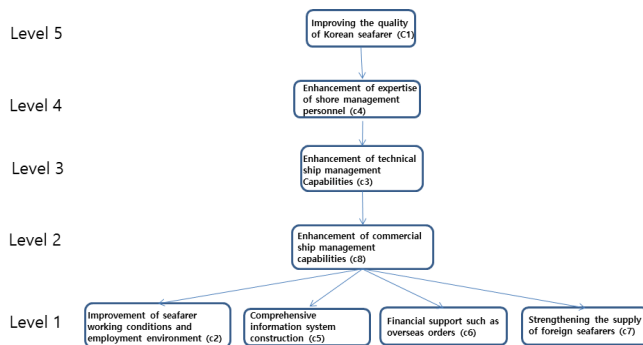 Level 5
Improving the quality
of Korean seafarer (C1)
Level 4
Enhancement of expertise
of shore management
personnel (c4)
Level 3
Enhancement of technical
ship management
Capabilities (c3)
Level 2
Enhancement of commercial
ship management
capabilities (c8)
Level 1
Improvement of seafarer
working conditions and
employment environment (c2)
Comprehensive
information system
construction (c5)
Financial support such as
overseas orders (c6)
Strengthening the supply
of foreign seafarers (c7)